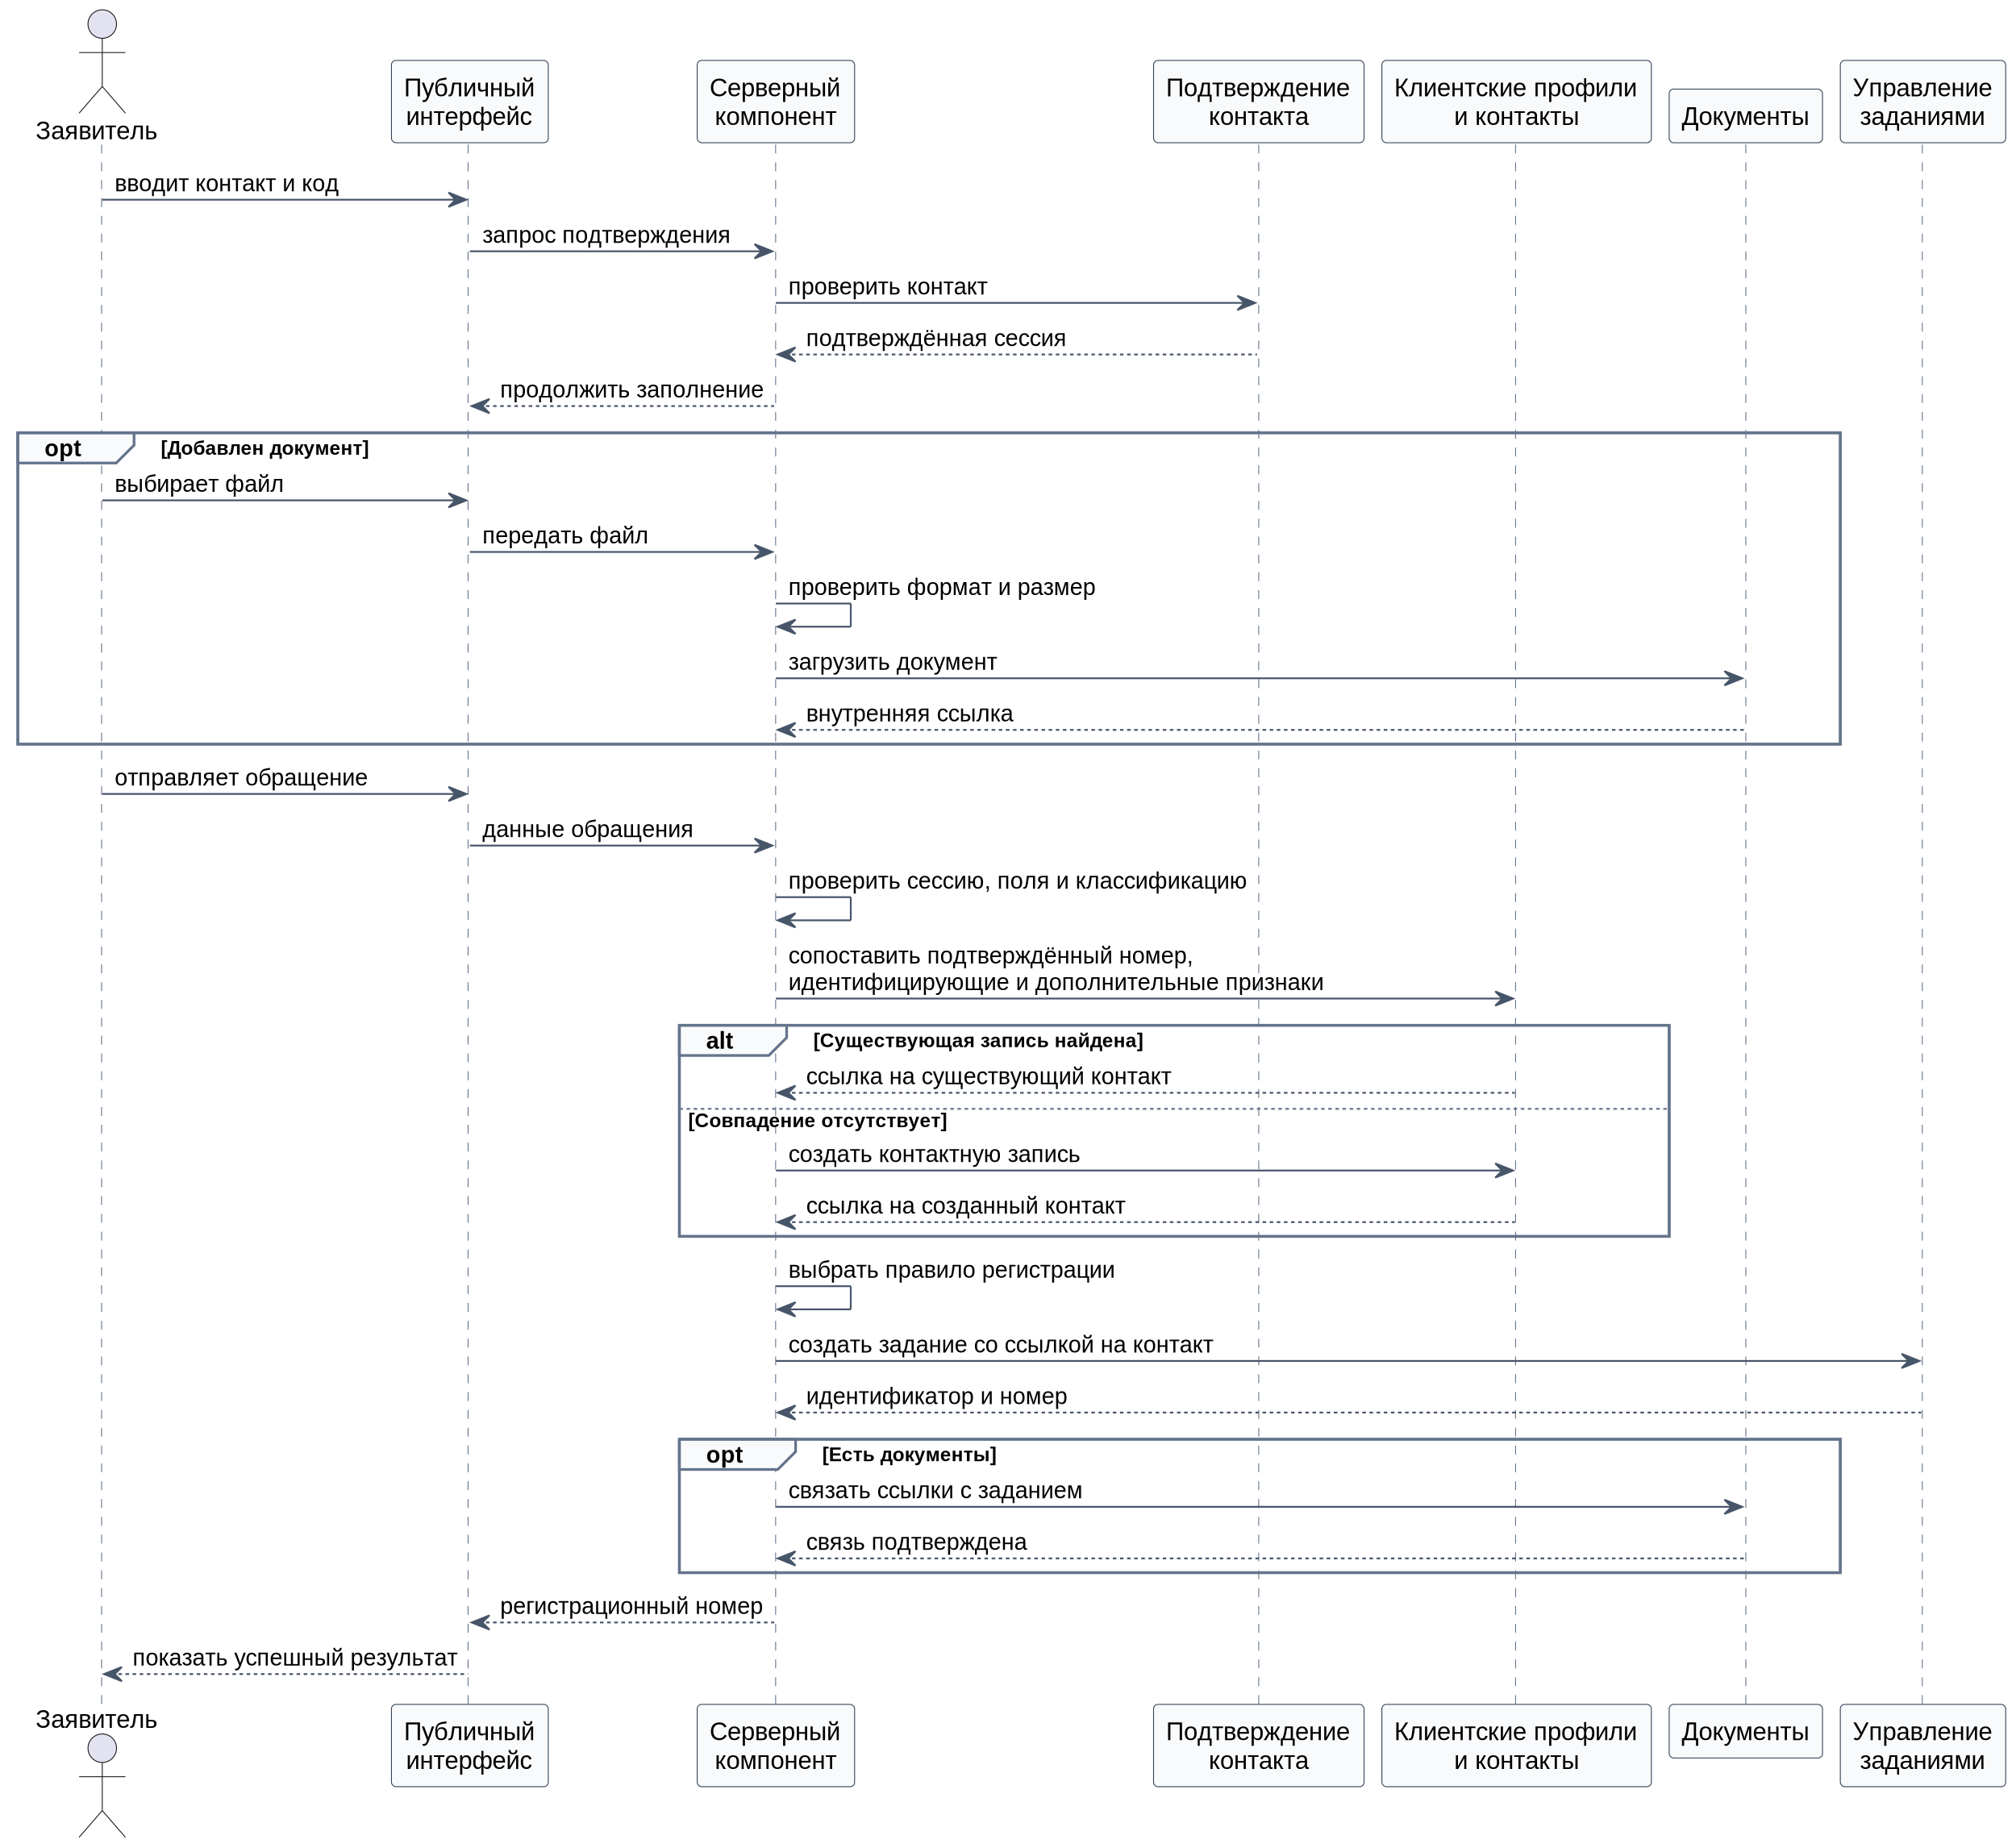 Заявитель
Публичный
интерфейс
Серверный
компонент
Подтверждение
контакта
Клиентские профили
и контакты
Документы
Управление
заданиями
вводит контакт и код
запрос подтверждения
проверить контакт
подтверждённая сессия
продолжить заполнение
opt [Добавлен документ]
выбирает файл
передать файл
проверить формат и размер
загрузить документ
внутренняя ссылка
отправляет обращение
данные обращения
проверить сессию, поля и классификацию
сопоставить подтверждённый номер,
идентифицирующие и дополнительные признаки
alt [Существующая запись найдена]
ссылка на существующий контакт
[Совпадение отсутствует]
создать контактную запись
ссылка на созданный контакт
выбрать правило регистрации
создать задание со ссылкой на контакт
идентификатор и номер
opt [Есть документы]
связать ссылки с заданием
связь подтверждена
регистрационный номер
показать успешный результат
Заявитель
Публичный
интерфейс
Серверный
компонент
Подтверждение
контакта
Клиентские профили
и контакты
Документы
Управление
заданиями